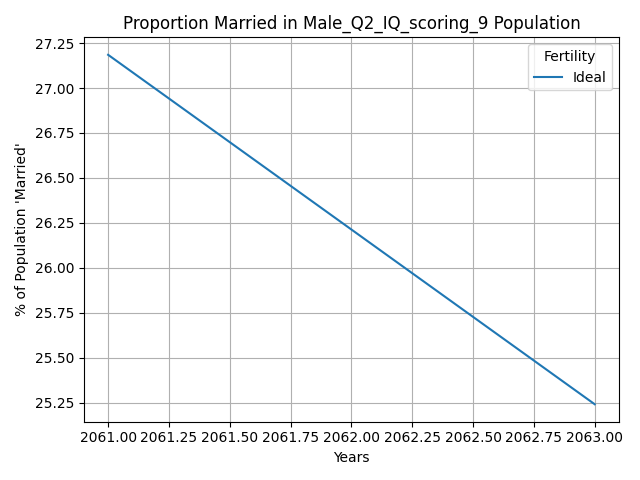 Proportion Married in Male_Q2_IQ_scoring_9 Population
Fertility
Ideal
% of Population 'Married'
27.25
27.00
26.75
26.50
26.25
26.00
25.75
25.50
25.25
2061.00 2061.25 2061.50 2061.75 2062.00 2062.25 2062.50 2062.75 2063.00
Years